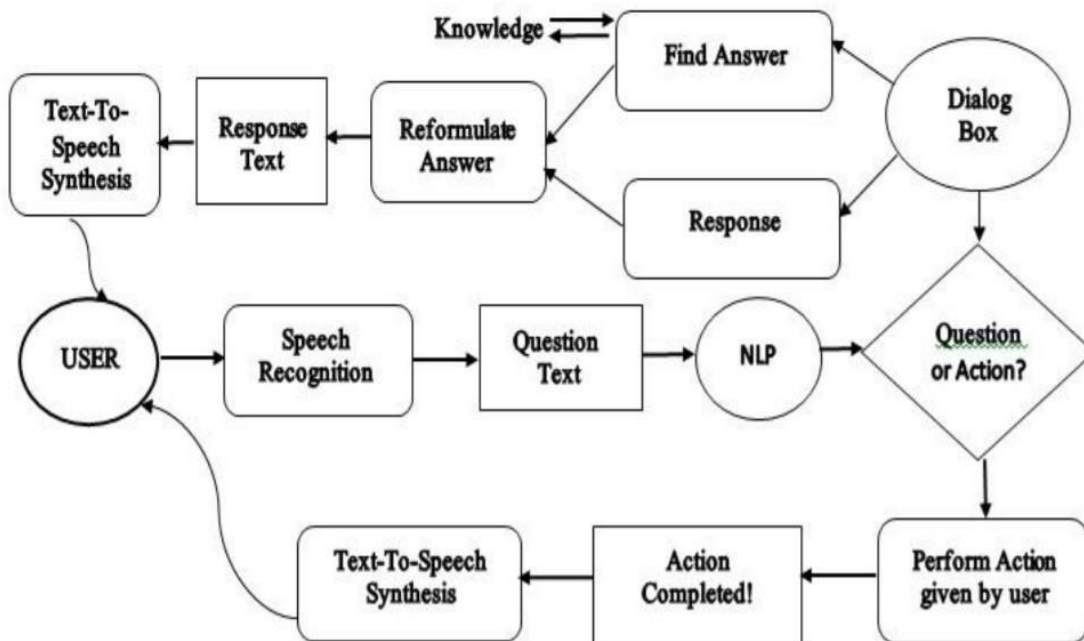 Knowledge
Find Answer
Dialog
Box
Text-To-
Speech
Synthesis
Response
Text
Reformulate
Answer
Response
USER
Speech
Recognition
Question
Text
NLP
Question
or Action?
Text-To-Speech
Synthesis
Action
Completed!
Perform Action
given by user